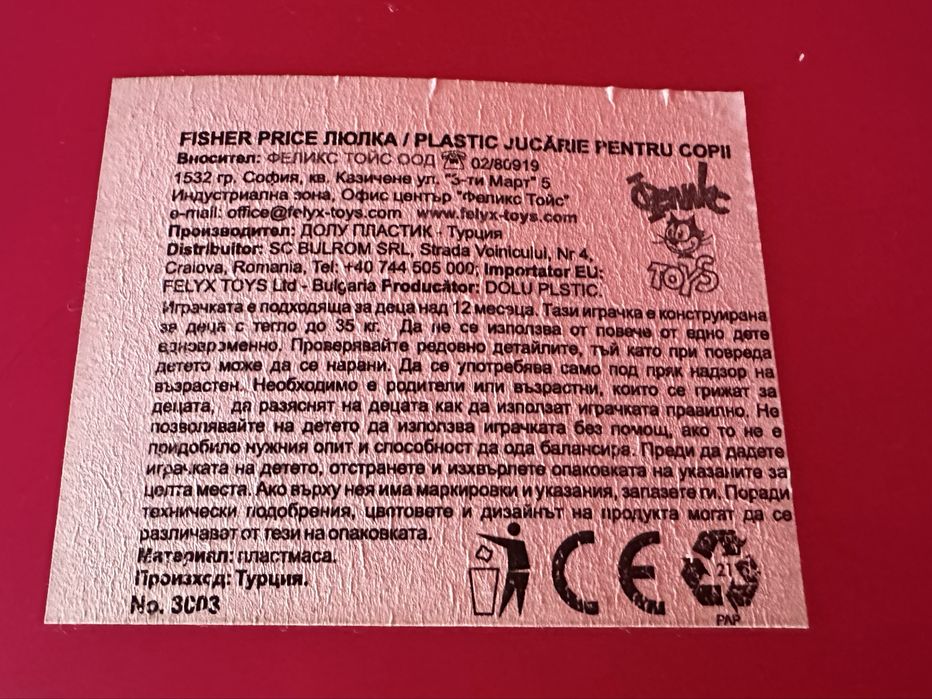 FISHER PRICE ЛЮЛКА / PLASTIC JUCĂRIE PENTRU COPII
Вносител: ФЕЛИКС ТОЙС ООД ☎ 02/80919
1532 гр. София, кв. Казичене ул. "3-ти Март" 5
Индустриална зона, Офис център "Феликс Тойс"
e-mail: office@felyx-toys.com www.felyx-toys.com
Производител: ДОЛУ ПЛАСТИК - Турция
Distribuitor: SC BULROM SRL, Strada Voinicului, Nr 4,
Craiova, Romania, Tel: +40 744 505 000; Importator EU:
FELYX TOYS Ltd - Bulgaria Producător: DOLU PLSTIC.
ФЕЛИКС
TOYS
Играчката е подходяща за деца над 12 месеца. Тази играчка е конструирана
за деца с тегло до 35 кг. Да не се използва от повече от едно дете
едновременно. Проверявайте редовно детайлите, тъй като при повреда
детето може да се нарани. Да се употребява само под пряк надзор на
възрастен. Необходимо е родители или възрастни, които се грижат за
децата, да разяснят на децата как да използат играчката правилно. Не
позволявайте на детето да използва играчката без помощ, ако то не е
придобило нужния опит и способност да ода балансира. Преди да дадете
играчката на детето, отстранете и изхвърлете опаковката на указаните за
целта места. Ако върху нея има маркировки и указания, запазете ги. Поради
технически подобрения, цветовете и дизайнът на продукта могат да се
различават от тези на опаковката.
Материал: пластмаса.
Произход: Турция.
No. 3003
CE
21
PAP